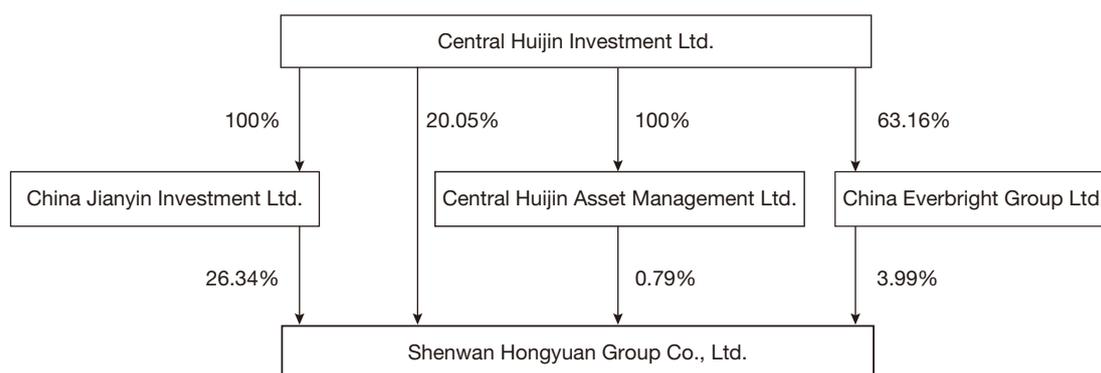 Central Huijin Investment Ltd.
100%
20.05%
100%
63.16%
China Jianyin Investment Ltd.
Central Huijin Asset Management Ltd.
China Everbright Group Ltd
26.34%
0.79%
3.99%
Shenwan Hongyuan Group Co., Ltd.